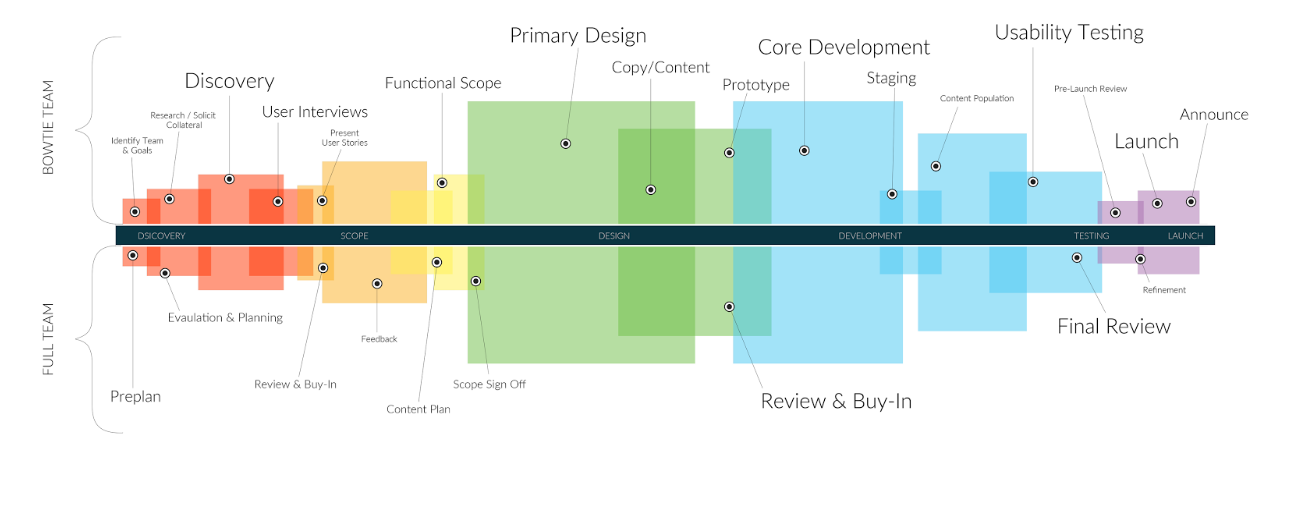 Usability Testing
Primary Design
Core Development
Copy/Content
Discovery
Functional Scope
Prototype
Staging
Pre-Launch Review
Content Population
User Interviews
Research / Solicit
Collateral
Announce
Present
User Stories
Identify Team
& Goals
Launch
BOWTIE TEAM
DSICOVERY
SCOPE
DESIGN
DEVELOPMENT
TESTING
LAUNCH
FULL TEAM
Refinement
Evaulation & Planning
Final Review
Feedback
Review & Buy-In
Scope Sign Off
Preplan
Content Plan
Review & Buy-In